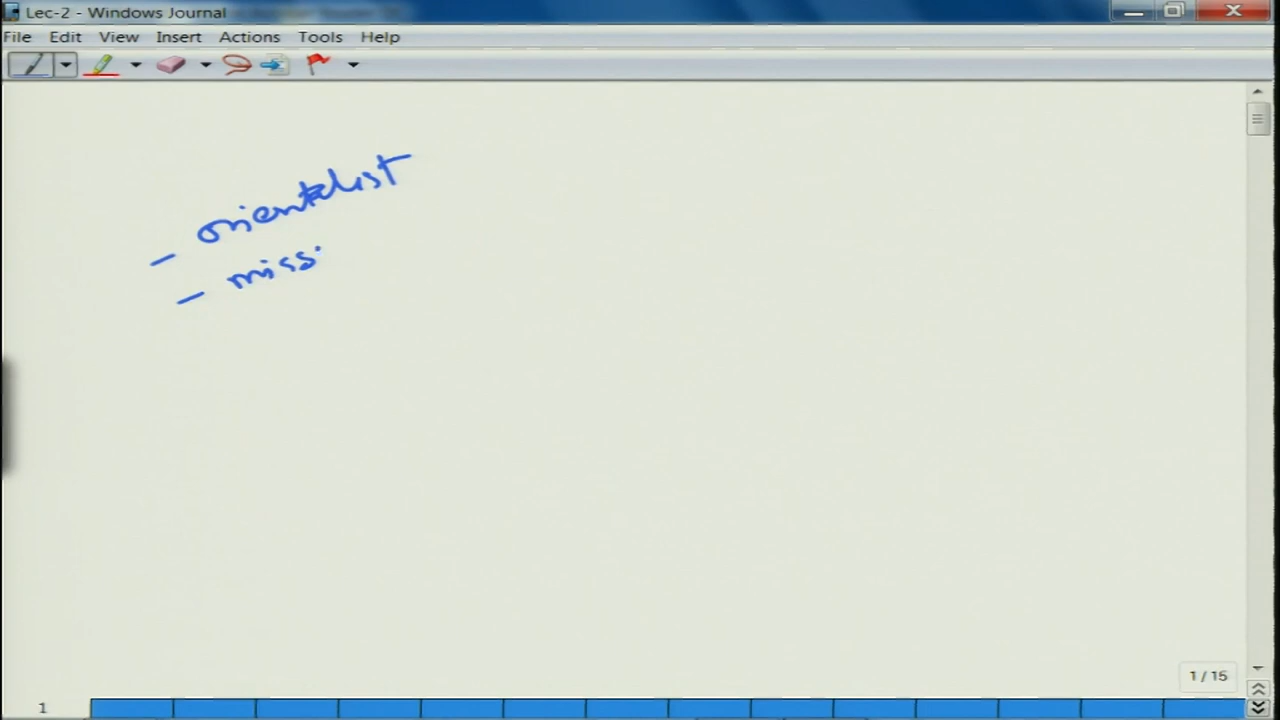 Lec-2 - Windows Journal
File Edit View Insert Actions Tools Help
- orientalist
- miss
1 / 15
1